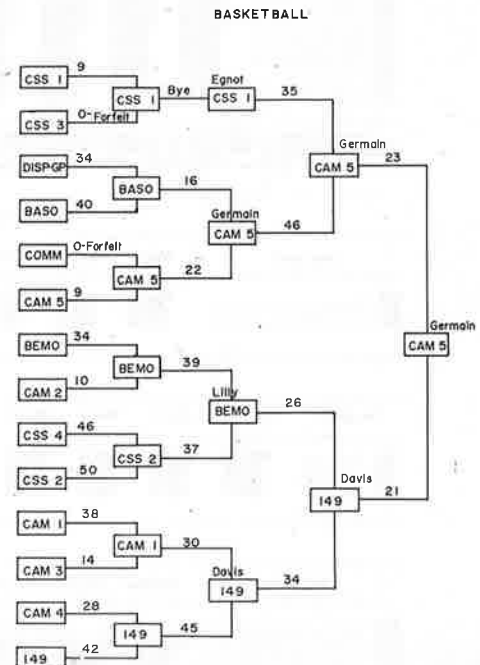 BASKETBALL
CSS 1 9
CSS 3 0-Forfeit
CSS 1 Bye
Egnot
CSS 1 35
DISP-GP 34
BASO 40
BASO 16
COMM 0-Forfeit
CAM 5 9
CAM 5 22
Germain
CAM 5 46
Germain
CAM 5 23
BEMO 34
CAM 2 10
BEMO 39
CSS 4 46
CSS 2 50
CSS 2 37
Lilly
BEMO 26
CAM 1 38
CAM 3 14
CAM 1 30
CAM 4 28
149 42
149 45
Davis
149 34
Davis
149 21
Germain
CAM 5